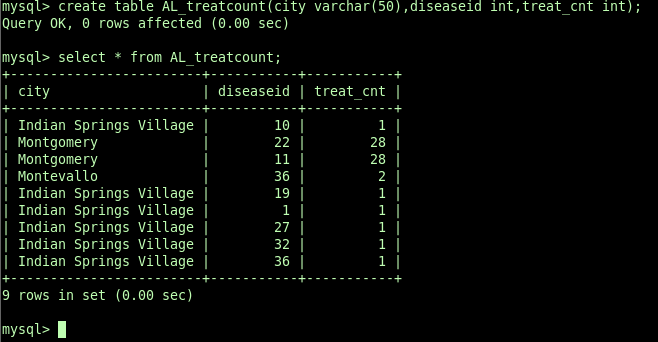 mysql> create table AL_treatcount(city varchar(50),diseaseid int,treat_cnt int);
Query OK, 0 rows affected (0.00 sec)
mysql> select * from AL_treatcount;
+------------------------+-----------+-----------+
| city                   | diseaseid | treat_cnt |
+------------------------+-----------+-----------+
| Indian Springs Village |        10 |         1 |
| Montgomery             |        22 |        28 |
| Montgomery             |        11 |        28 |
| Montevallo             |        36 |         2 |
| Indian Springs Village |        19 |         1 |
| Indian Springs Village |         1 |         1 |
| Indian Springs Village |        27 |         1 |
| Indian Springs Village |        32 |         1 |
| Indian Springs Village |        36 |         1 |
+------------------------+-----------+-----------+
9 rows in set (0.00 sec)
mysql>